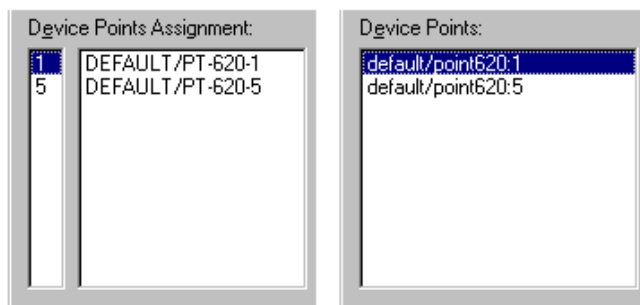 Device Points Assignment:
1 DEFAULT/PT-620-1
5 DEFAULT/PT-620-5
Device Points:
default/point620:1
default/point620:5